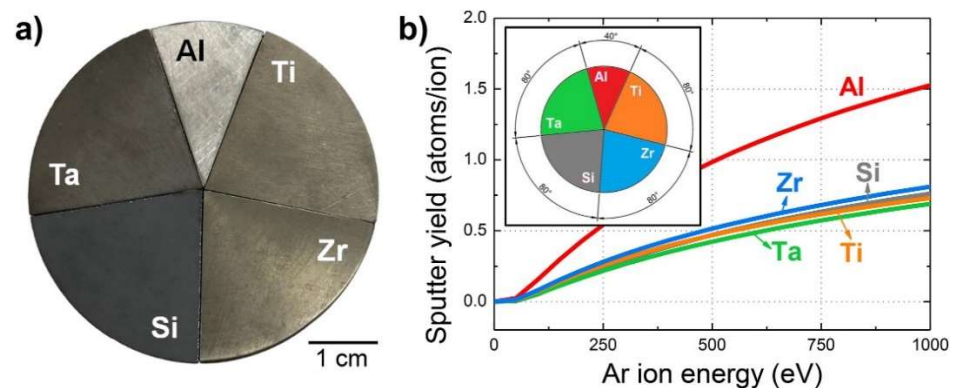 a)
Al
Ti
Ta
Zr
Si
1 cm
b)
Sputter yield (atoms/ion)
2.0
1.5
1.0
0.5
0.0
40°
80°
80°
80°
80°
Al
Ti
Ta
Zr
Si
Al
Zr
Si
Ta
Ti
0
250
500
750
1000
Ar ion energy (eV)